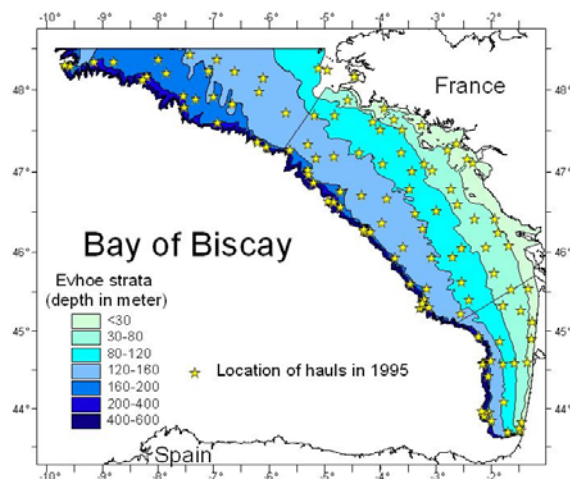 -10° -9° -8° -7° -6° -5° -4° -3° -2° -1°
48°
47°
46°
45°
44°
France
Bay of Biscay
Evhoe strata
(depth in meter)
<30
30-80
80-120
120-160
160-200
200-400
400-600
Location of hauls in 1995
Spain
48°
47°
46°
45°
44°
-10° -9° -8° -7° -6° -5° -4° -3° -2° -1°